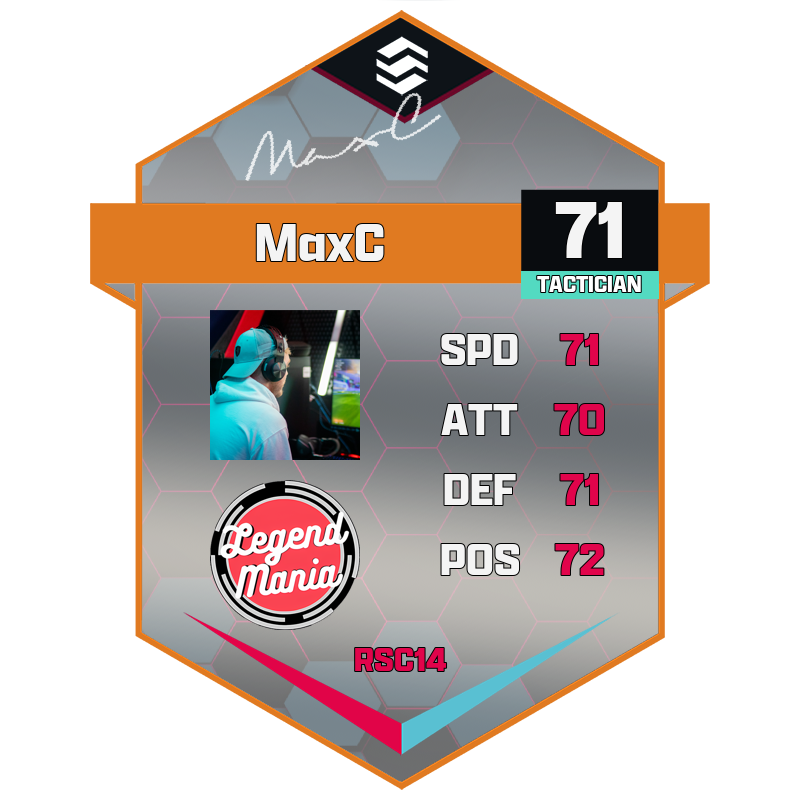 MaxC
MaxC
71
TACTICIAN
SPD 71
ATT 70
DEF 71
POS 72
Legend
Mania
RSC14